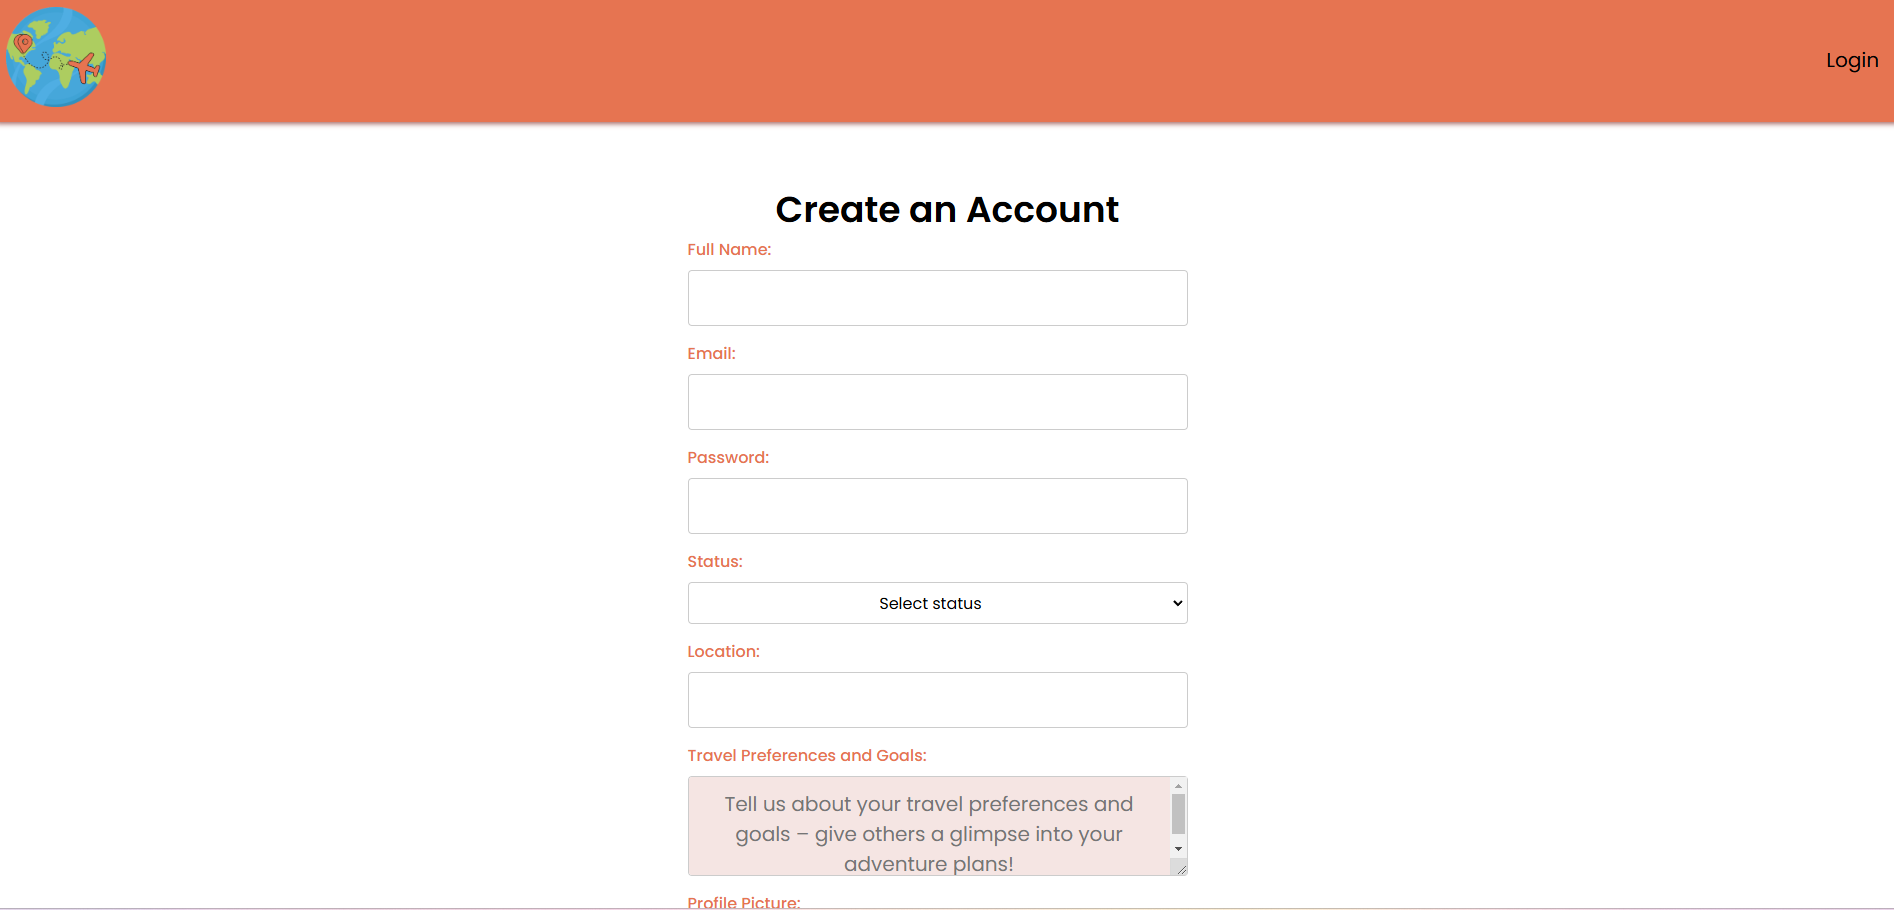 Login
Create an Account
Full Name:
Email:
Password:
Status:
Select status
Location:
Travel Preferences and Goals:
Tell us about your travel preferences and
goals – give others a glimpse into your
adventure plans!
Profile Picture: